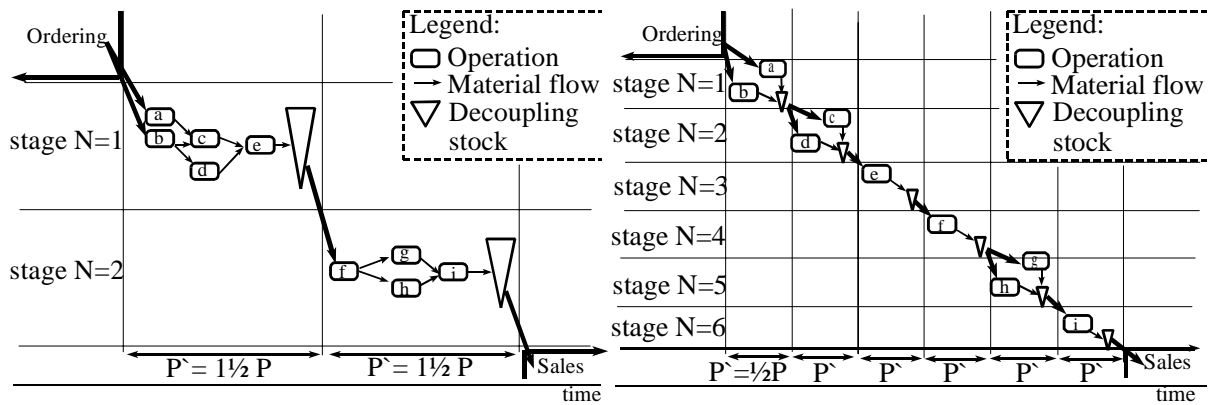 Ordering
Legend:
Operation
Material flow
Decoupling
stock
stage N=1
a
b
c
d
e
stage N=2
f
g
h
i
P`= 1½ P
P`= 1½ P
Sales
time
Ordering
Legend:
Operation
Material flow
Decoupling
stock
stage N=1
a
b
stage N=2
c
d
stage N=3
e
stage N=4
f
stage N=5
g
h
stage N=6
i
P`=½P
P`
P`
P`
P`
P`
Sales
time